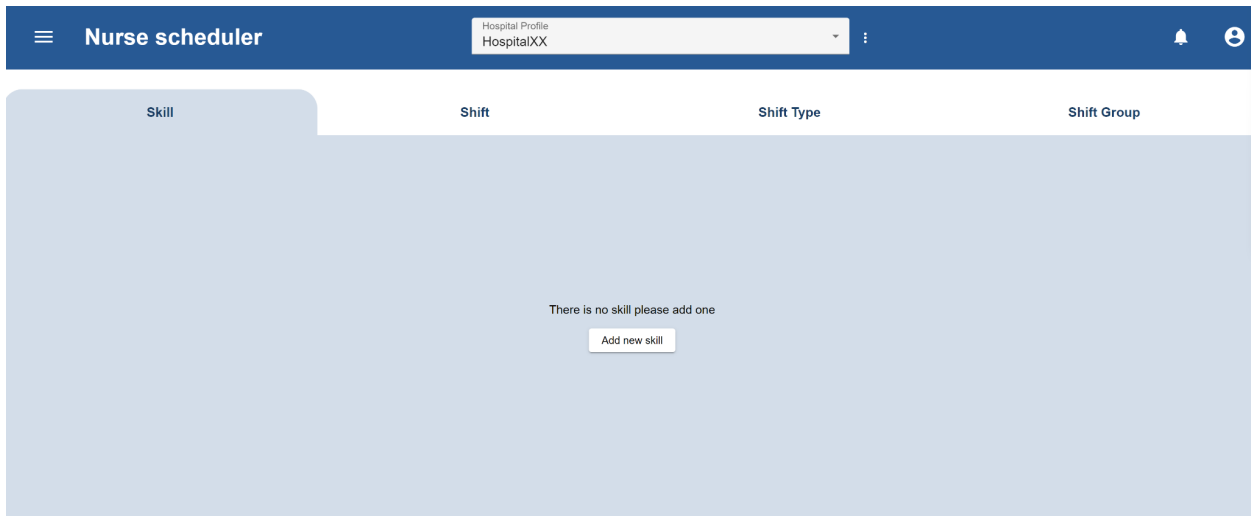 Nurse scheduler
Hospital Profile
HospitalXX
Skill
Shift
Shift Type
Shift Group
There is no skill please add one
Add new skill